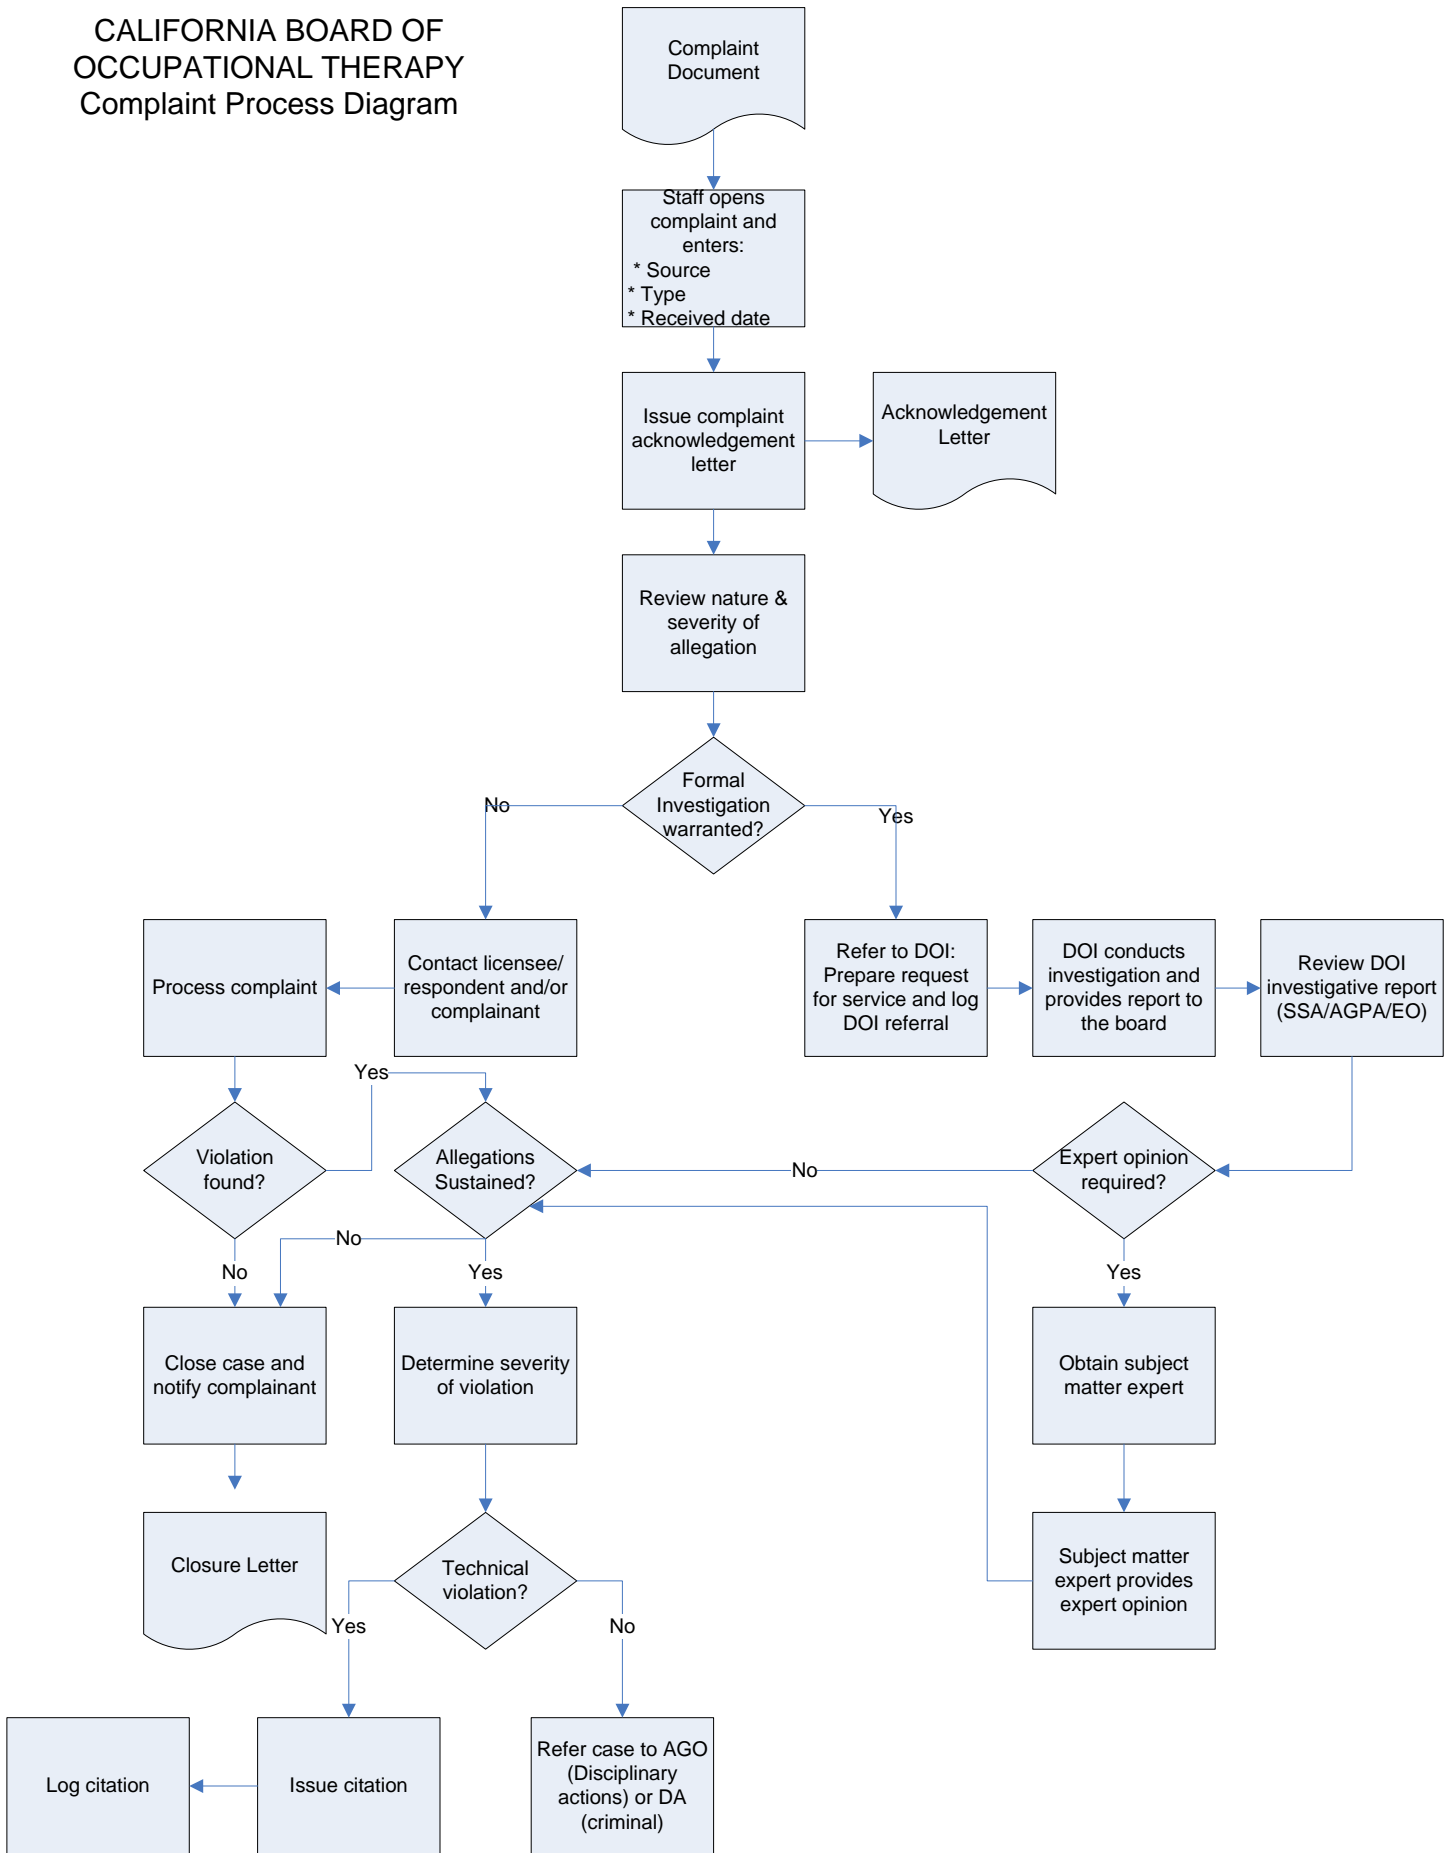 CALIFORNIA BOARD OF
OCCUPATIONAL THERAPY
Complaint Process Diagram
Complaint
Document
Staff opens
complaint and
enters:
* Source
* Type
* Received date
Issue complaint
acknowledgement
letter
Acknowledgement
Letter
Review nature &
severity of
allegation
Formal
Investigation
warranted?
No
Yes
Process complaint
Contact licensee/
respondent and/or
complainant
Refer to DOI:
Prepare request
for service and log
DOI referral
DOI conducts
investigation and
provides report to
the board
Review DOI
investigative report
(SSA/AGPA/EO)
Yes
Violation
found?
Allegations
Sustained?
No
Expert opinion
required?
No
No
Yes
Yes
Close case and
notify complainant
Determine severity
of violation
Obtain subject
matter expert
Closure Letter
Technical
violation?
Subject matter
expert provides
expert opinion
Yes
No
Log citation
Issue citation
Refer case to AGO
(Disciplinary
actions) or DA
(criminal)